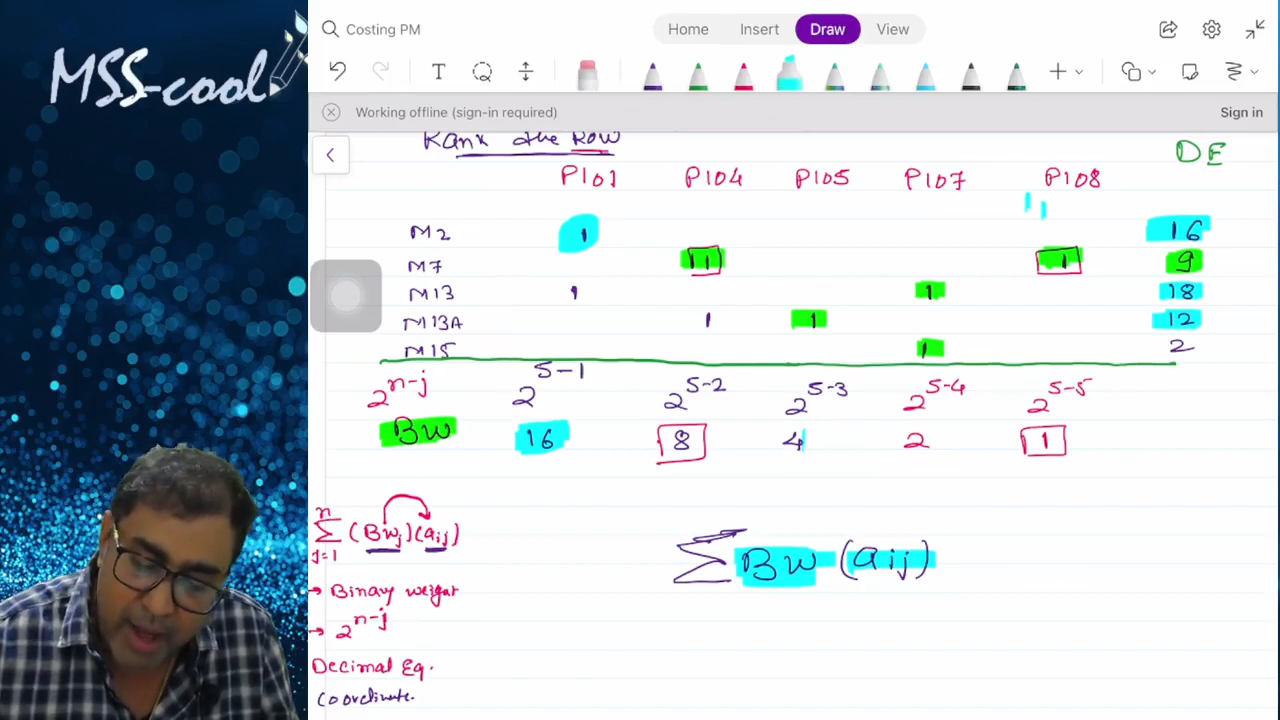 MSS-cool
Costing PM
Home Insert Draw View
Working offline (sign-in required) Sign in
Rank the Row
DE
P101 P104 P105 P107 P108
M2 1 16
M7 11 1 9
M13 1 1 18
M13A 1 1 12
M15 1 2
2^n-j 2^5-1 2^5-2 2^5-3 2^5-4 2^5-5
BW 16 8 4 2 1
n
∑ (BWj)(aij)
J=1
∑ BW (aij)
→ Binary weight
→ 2^n-j
Decimal Eq.
Coordinate.